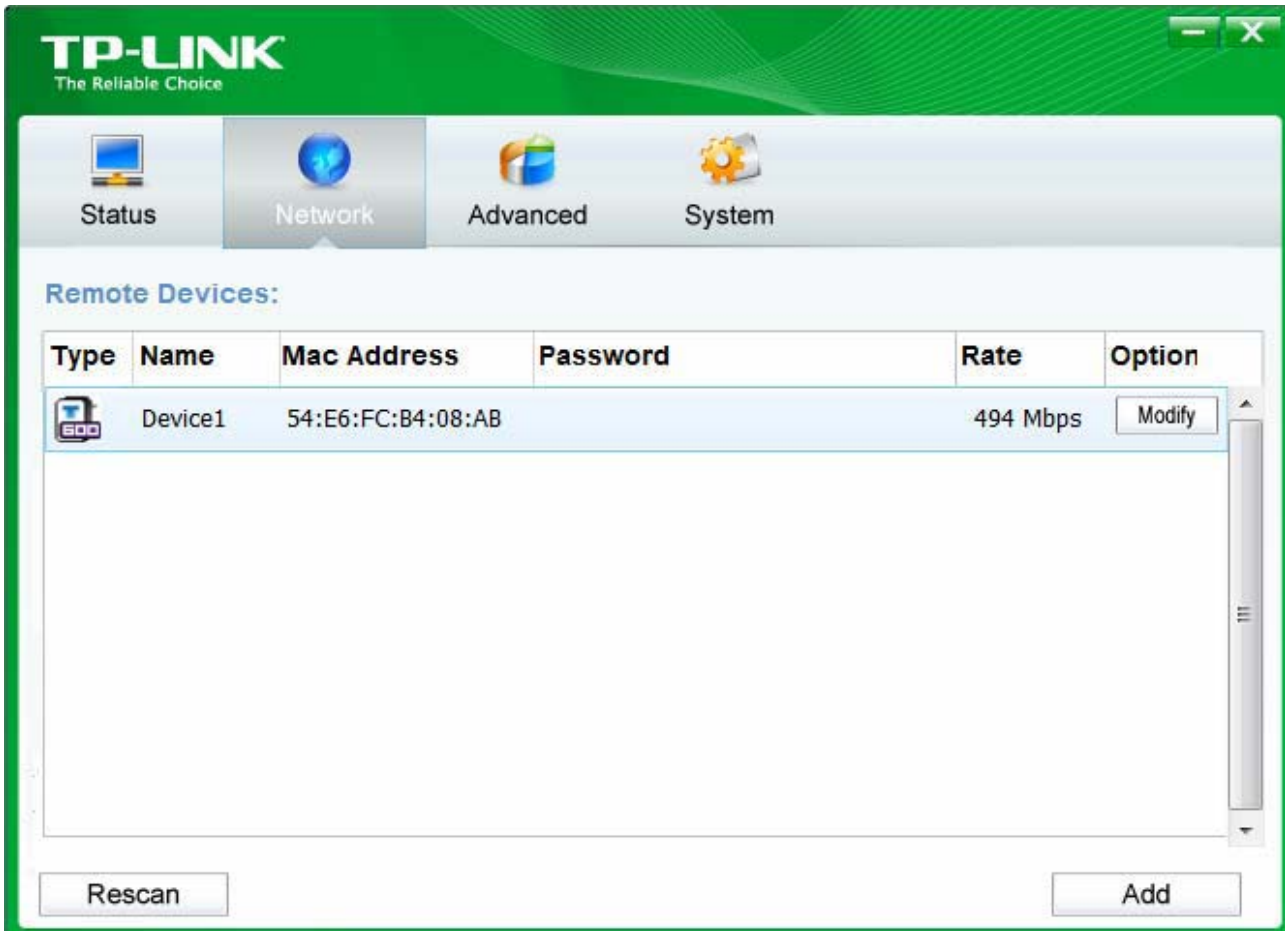 TP-LINK
The Reliable Choice
Status Network Advanced System
Remote Devices:
Type Name Mac Address Password Rate Option
T 600 Device1 54:E6:FC:B4:08:AB 494 Mbps Modify
Rescan Add